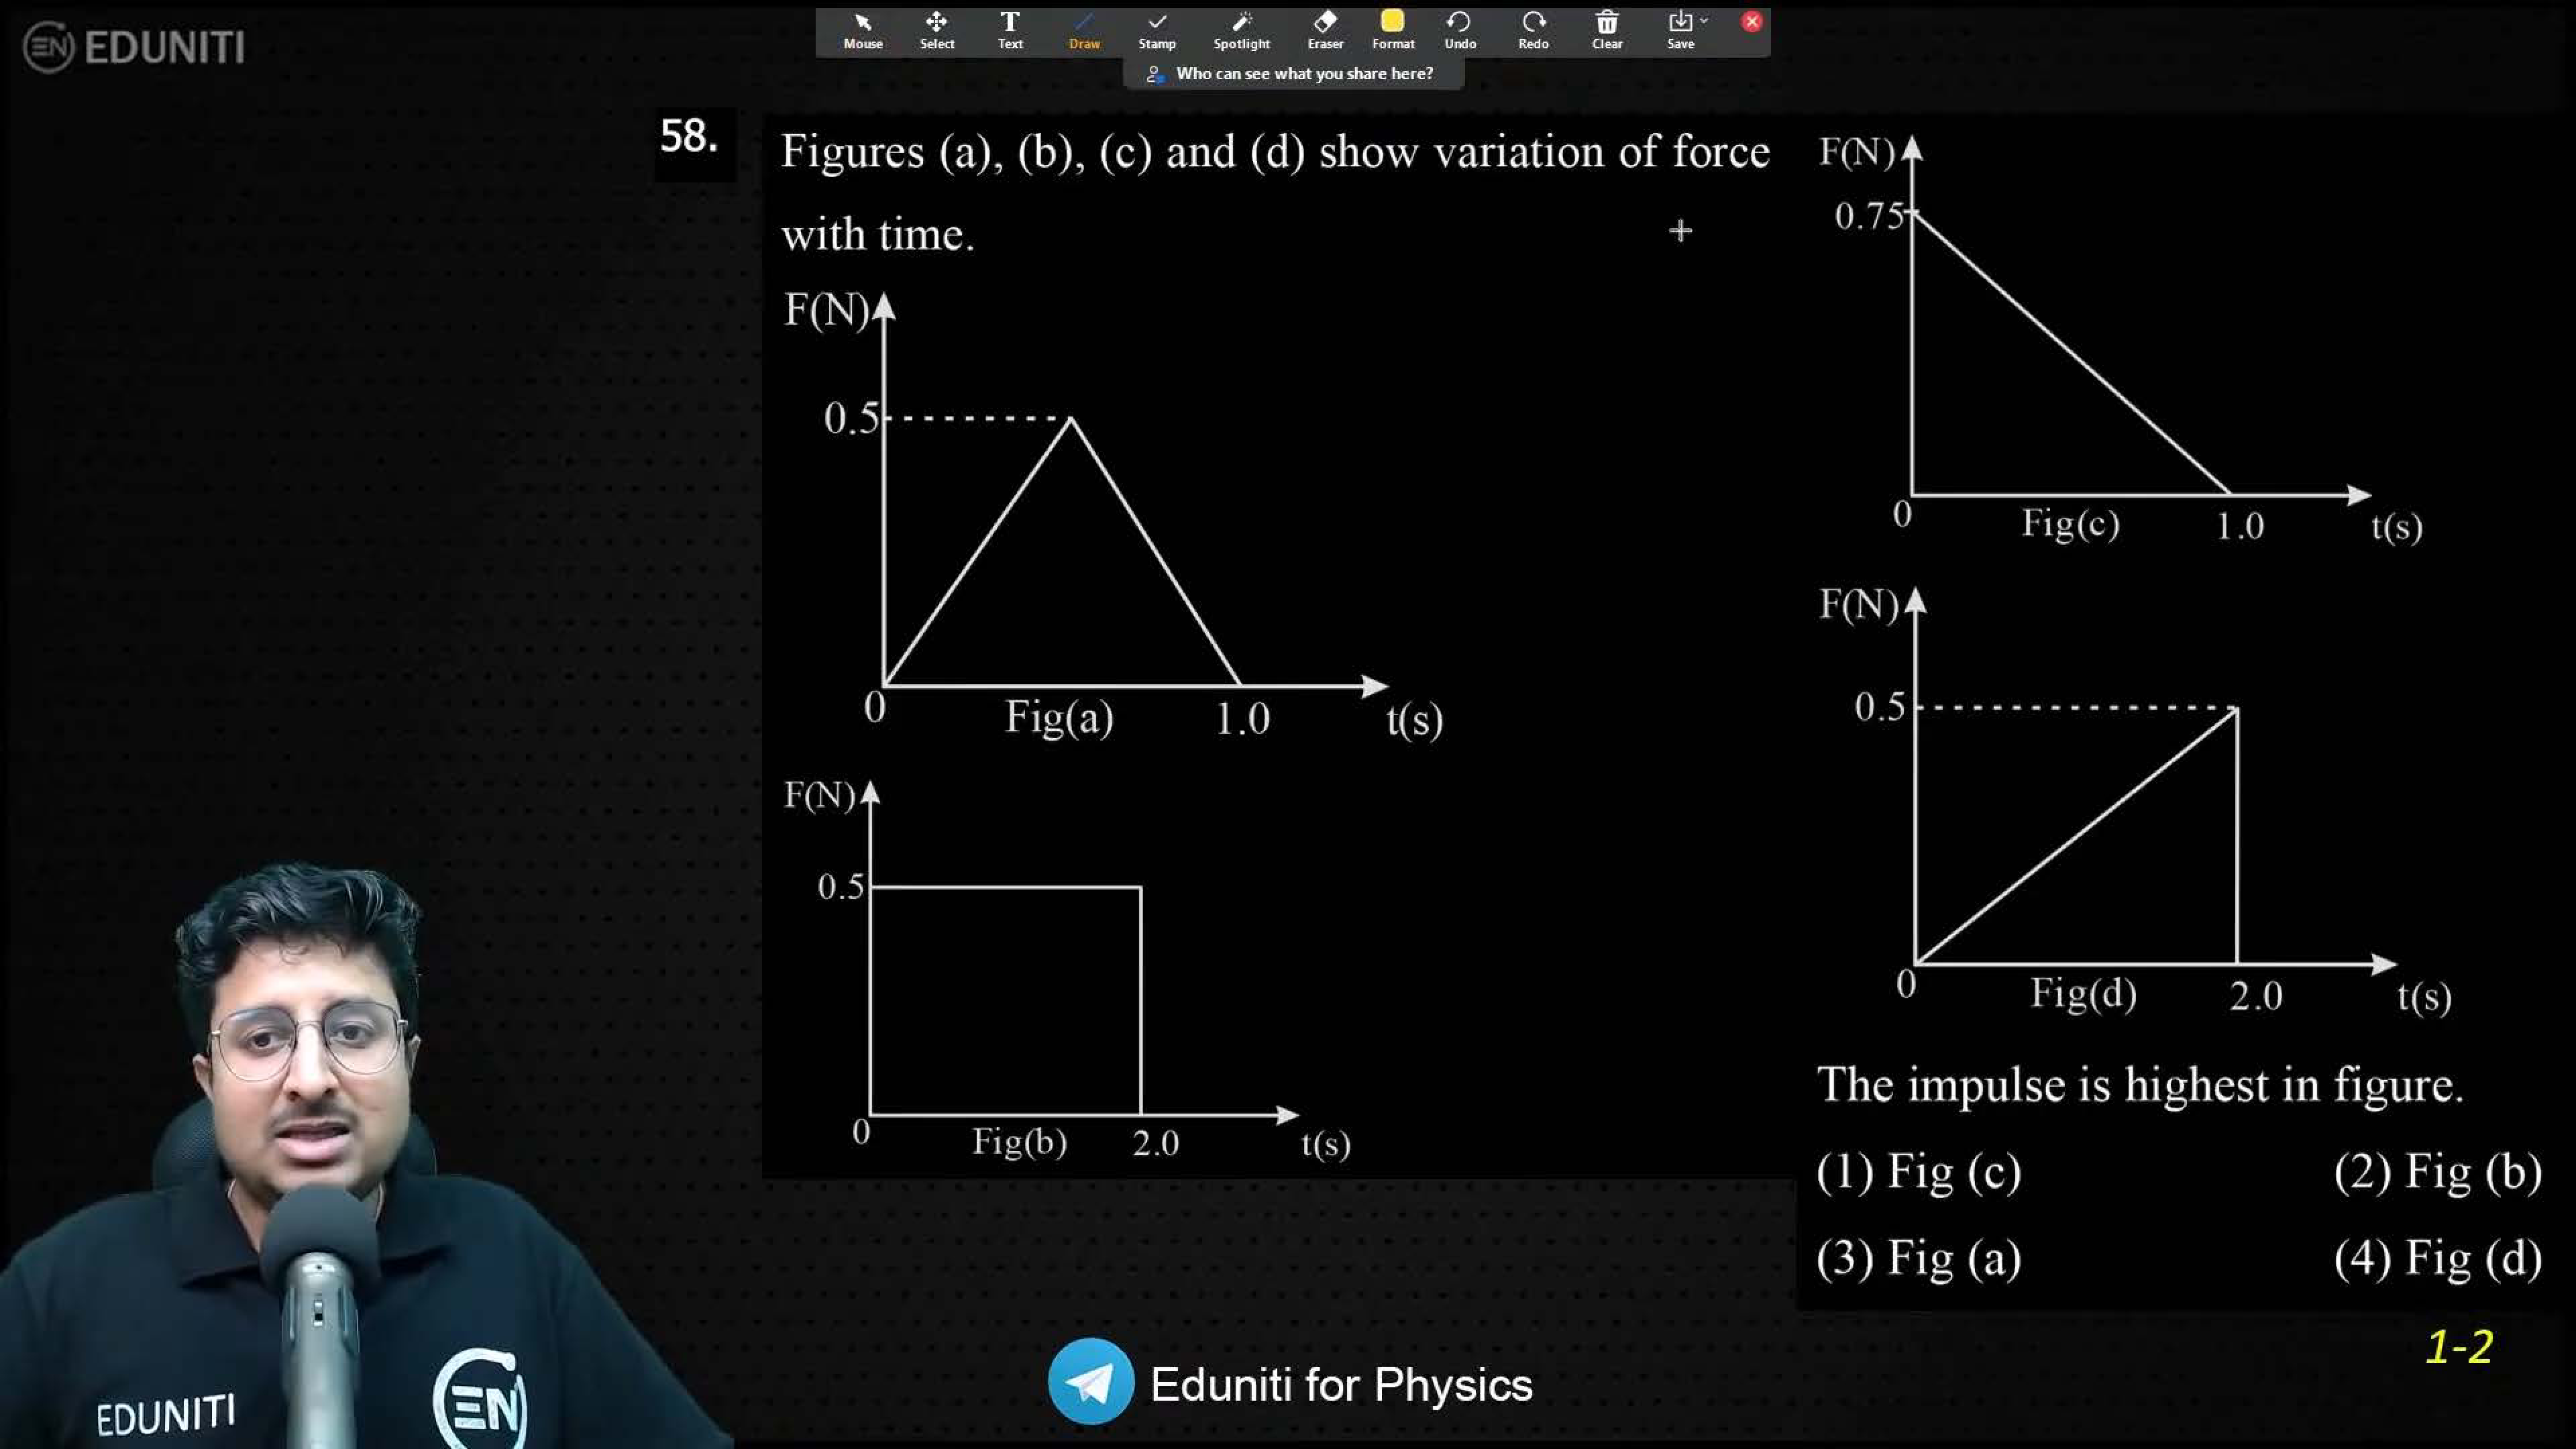 EDUNITI
Mouse Select Text Draw Stamp Spotlight Eraser Format Undo Redo Clear Save
Who can see what you share here?
58.
Figures (a), (b), (c) and (d) show variation of force
with time.
F(N)
0.5
0
Fig(a)
1.0
t(s)
F(N)
0.5
0
Fig(b)
2.0
t(s)
F(N)
0.75
0
Fig(c)
1.0
t(s)
F(N)
0.5
0
Fig(d)
2.0
t(s)
The impulse is highest in figure.
(1) Fig (c) (2) Fig (b)
(3) Fig (a) (4) Fig (d)
1-2
Eduniti for Physics
EDUNITI
EN